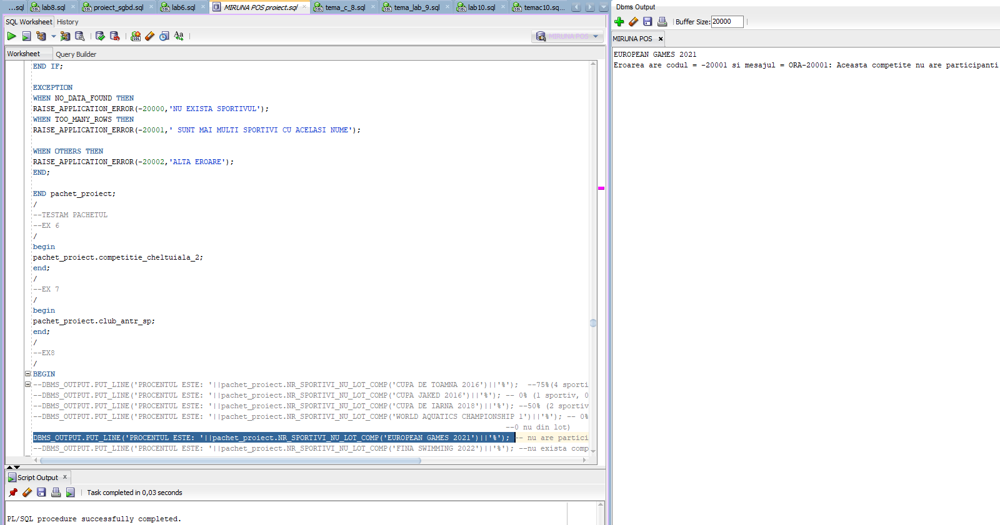 ...sql lab8.sql proiect_sgbd.sql lab6.sql MIRUNA POS proiect.sql tema_c_8.sql tema_lab_9.sql lab10.sql temac10.sq...
SQL Worksheet History
MIRUNA POS
Worksheet Query Builder
END IF;
EXCEPTION
WHEN NO_DATA_FOUND THEN
RAISE_APPLICATION_ERROR(-20000,'NU EXISTA SPORTIVUL');
WHEN TOO_MANY_ROWS THEN
RAISE_APPLICATION_ERROR(-20001,' SUNT MAI MULTI SPORTIVI CU ACELASI NUME');
WHEN OTHERS THEN
RAISE_APPLICATION_ERROR(-20002,'ALTA EROARE');
END;
END pachet_proiect;
/
--TESTAM PACHETUL
--EX 6
/
begin
pachet_proiect.competitie_cheltuiala_2;
end;
/
--EX 7
/
begin
pachet_proiect.club_antr_sp;
end;
/
--EX8
/
BEGIN
--DBMS_OUTPUT.PUT_LINE('PROCENTUL ESTE: '||pachet_proiect.NR_SPORTIVI_NU_LOT_COMP('CUPA DE TOAMNA 2016')||'%'); --75%(4 sporti
--DBMS_OUTPUT.PUT_LINE('PROCENTUL ESTE: '||pachet_proiect.NR_SPORTIVI_NU_LOT_COMP('CUPA JAKED 2016')||'%'); -- 0% (1 sportiv, 0
--DBMS_OUTPUT.PUT_LINE('PROCENTUL ESTE: '||pachet_proiect.NR_SPORTIVI_NU_LOT_COMP('CUPA DE IARNA 2018')||'%'); --50% (2 sportiv
--DBMS_OUTPUT.PUT_LINE('PROCENTUL ESTE: '||pachet_proiect.NR_SPORTIVI_NU_LOT_COMP('WORLD AQUATICS CHAMPIONSHIP 1')||'%'); -- 0%
--0 nu din lot)
DBMS_OUTPUT.PUT_LINE('PROCENTUL ESTE: '||pachet_proiect.NR_SPORTIVI_NU_LOT_COMP('EUROPEAN GAMES 2021')||'%'); -- nu are partici
--DBMS_OUTPUT.PUT_LINE('PROCENTUL ESTE: '||pachet_proiect.NR_SPORTIVI_NU_LOT_COMP('FINA SWIMMING 2022')||'%'); --nu exista comp
Script Output x
Task completed in 0,03 seconds
PL/SQL procedure successfully completed.
Dbms Output
Buffer Size: 20000
MIRUNA POS x
EUROPEAN GAMES 2021
Eroarea are codul = -20001 si mesajul = ORA-20001: Aceasta competite nu are participanti